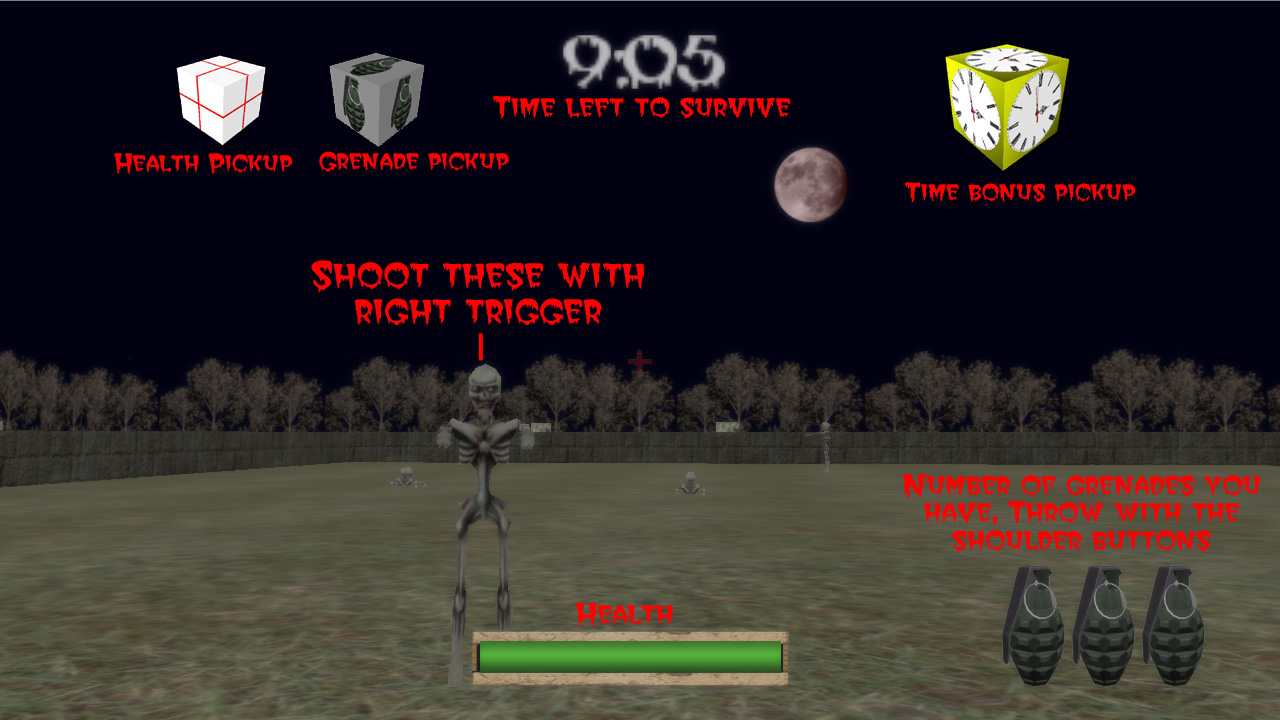 9:05
Time left to survive
Health Pickup
Grenade pickup
Time bonus pickup
Shoot these with
right trigger
Number of grenades you
have, Throw with the
shoulder buttons
Health